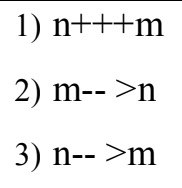 1) n+++m
2) m-- >n
3) n-- >m